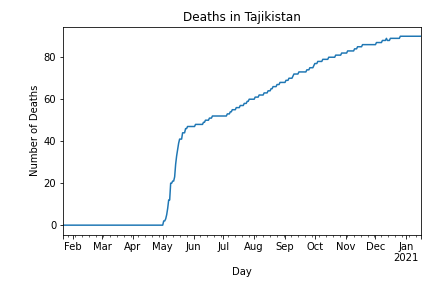 Deaths in Tajikistan
Number of Deaths
80
60
40
20
0
Feb Mar Apr May Jun Jul Aug Sep Oct Nov Dec Jan
2021
Day